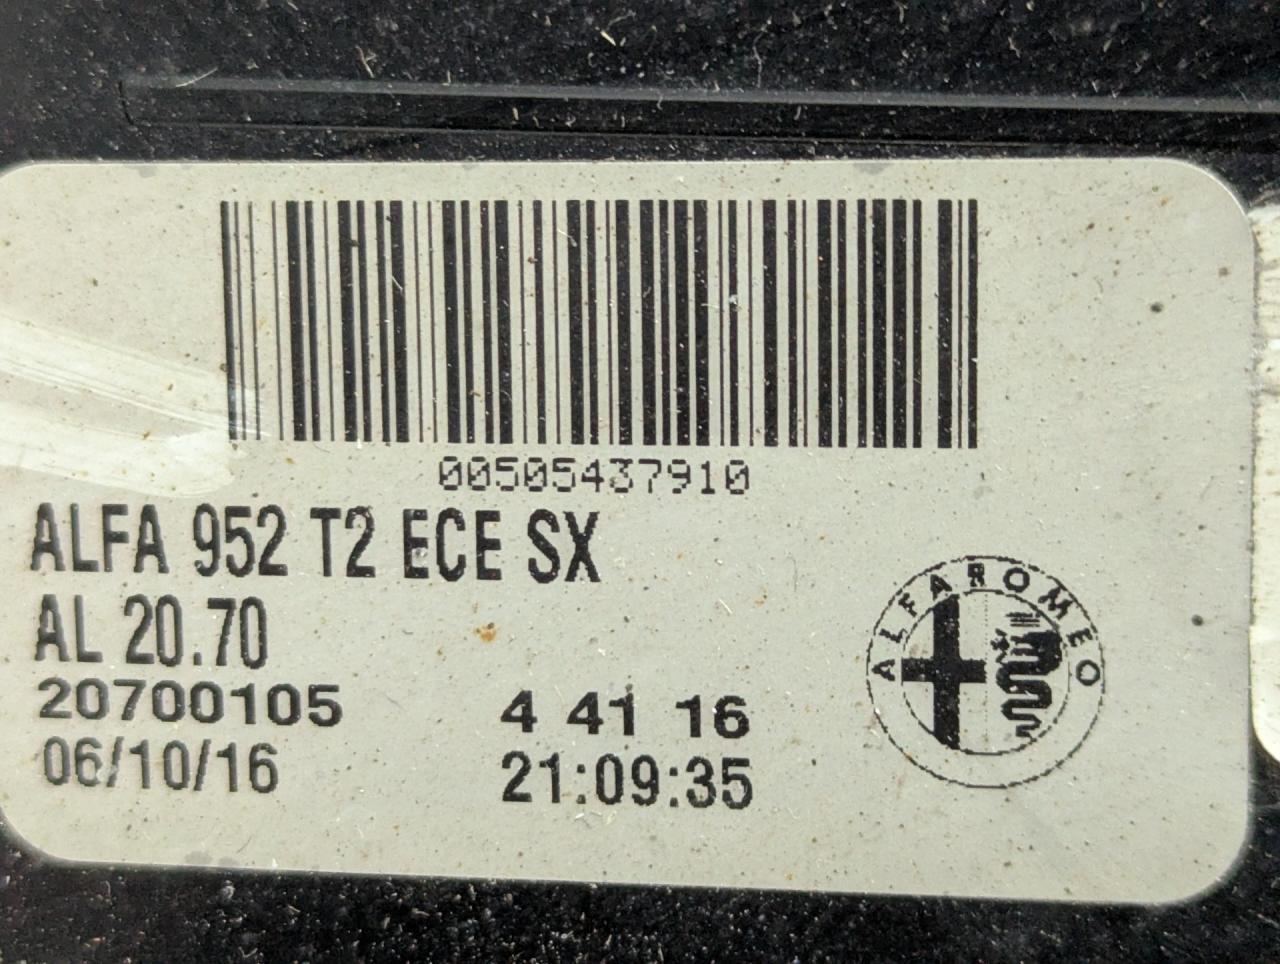 00505437910
ALFA 952 T2 ECE SX
AL 20.70
20700105 4 41 16
06/10/16 21:09:35
ALFA ROMEO